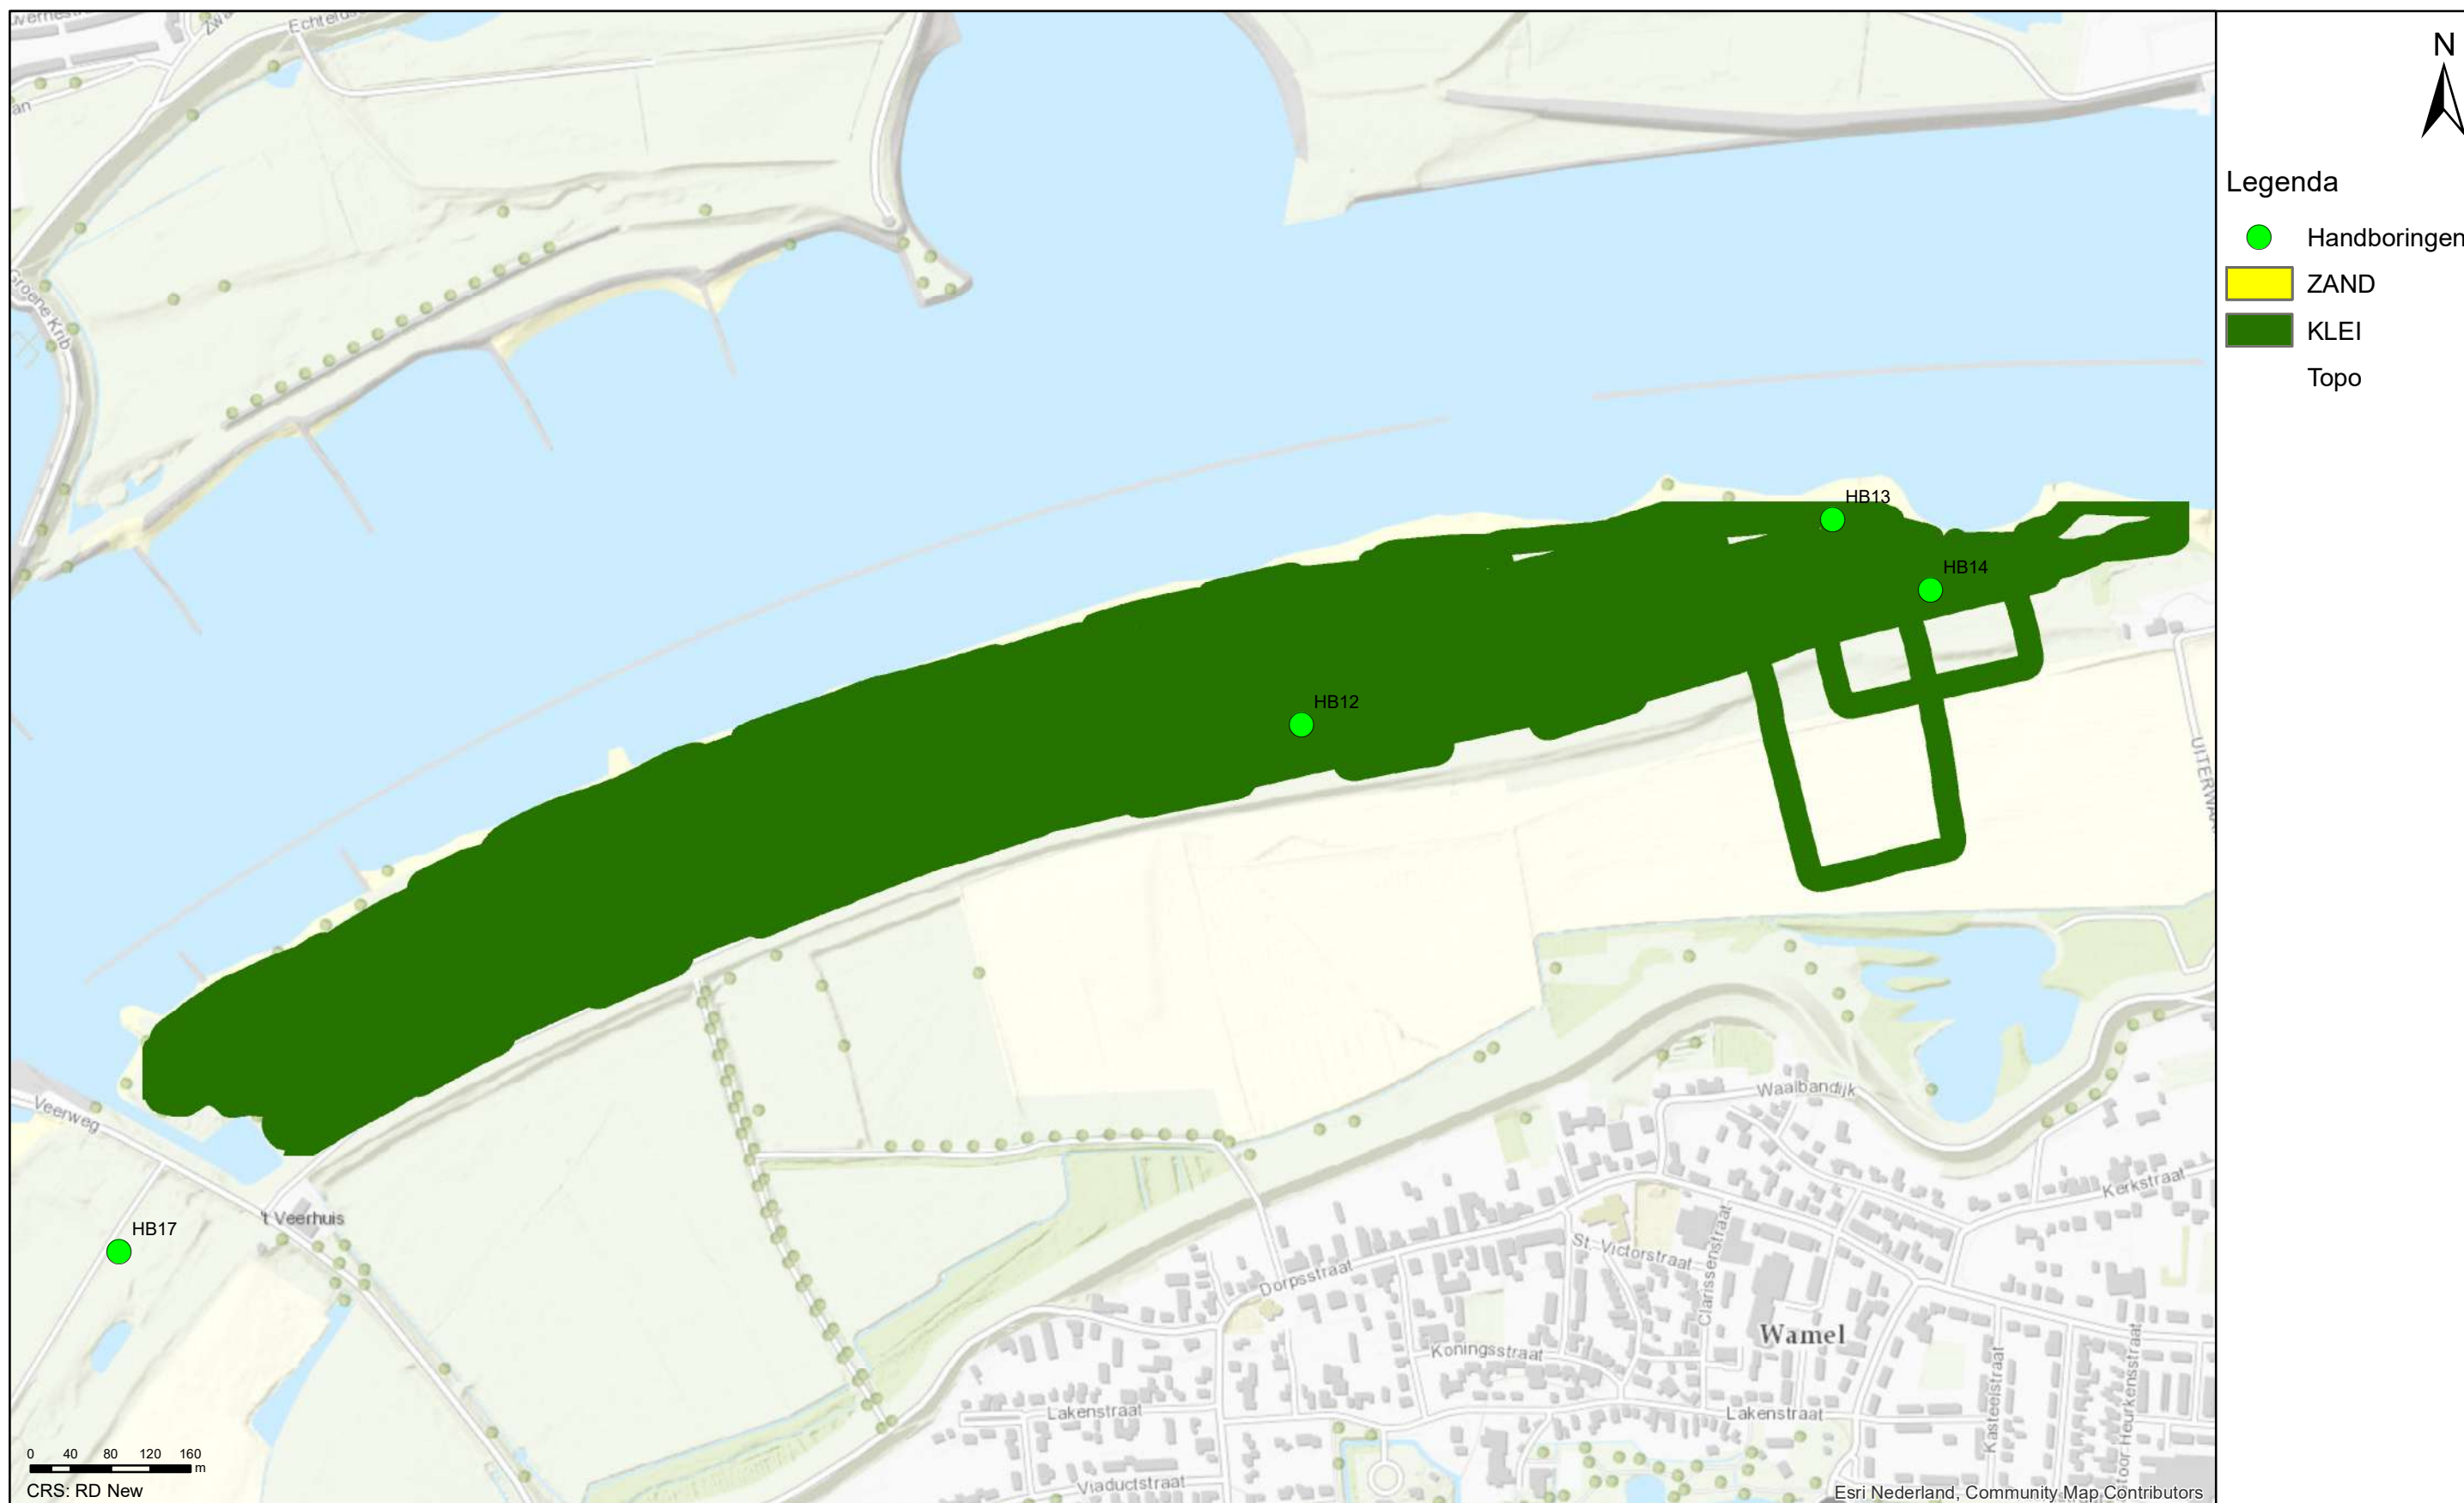 N
Legenda
Handboringen
ZAND
KLEI
Topo
Groene Krib
HB13
HB14
HB12
HB17
Veerweg
't Veerhuis
Waalbandijk
Kerkstraat
St. Victorstraat
Clarissenstraat
Dorpsstraat
Wamel
Koningsstraat
Lakenstraat
Lakenstraat
Kasteelstraat
Viaductstraat
0 40 80 120 160
m
CRS: RD New
Esri Nederland, Community Map Contributors